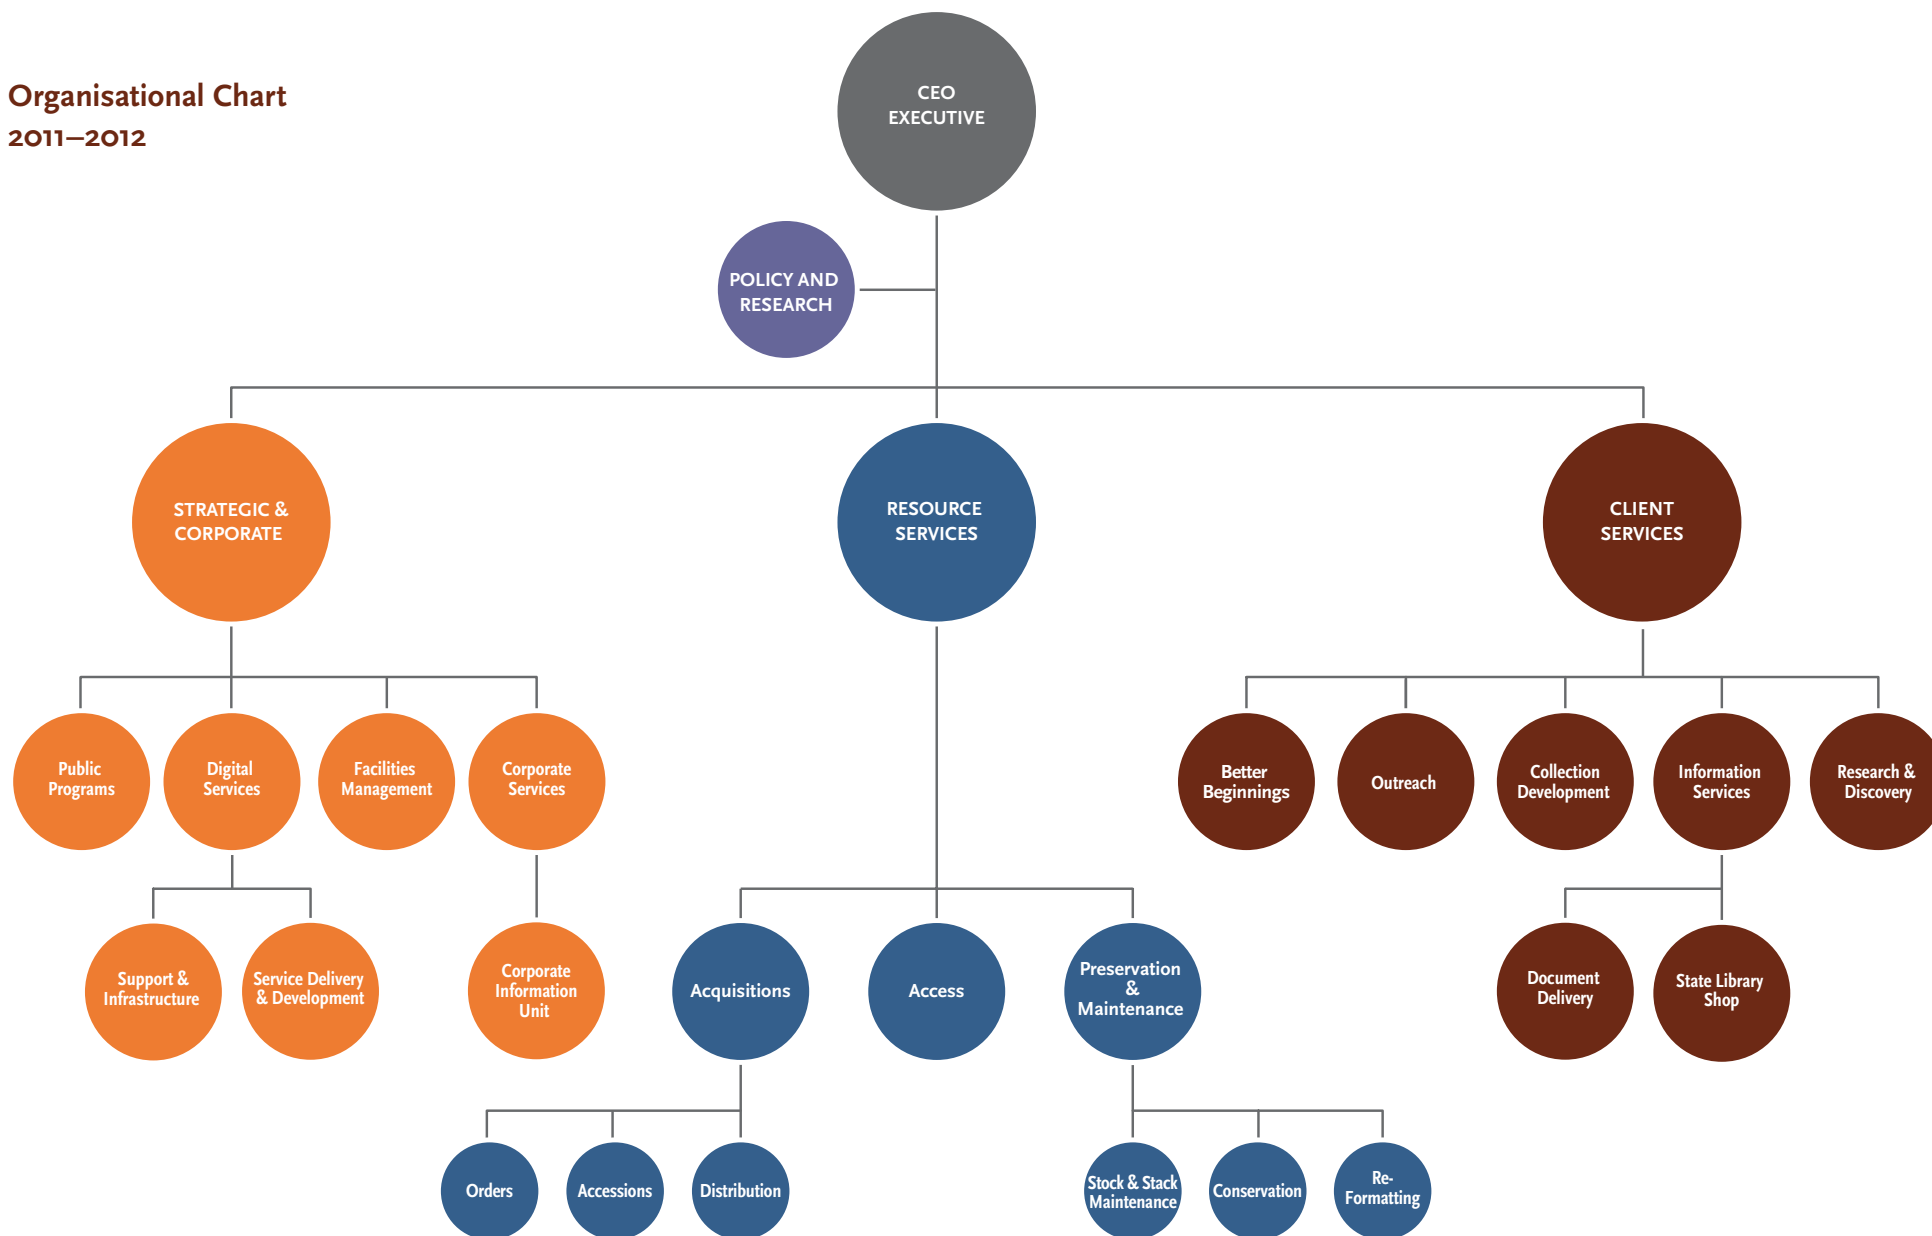 Organisational Chart
2011–2012
CEO
EXECUTIVE
POLICY AND
RESEARCH
STRATEGIC &
CORPORATE
RESOURCE
SERVICES
CLIENT
SERVICES
Public
Programs
Digital
Services
Facilities
Management
Corporate
Services
Better
Beginnings
Outreach
Collection
Development
Information
Services
Research &
Discovery
Support &
Infrastructure
Service Delivery
& Development
Corporate
Information
Unit
Acquisitions
Access
Preservation
&
Maintenance
Document
Delivery
State Library
Shop
Orders
Accessions
Distribution
Stock & Stack
Maintenance
Conservation
Re-
Formatting